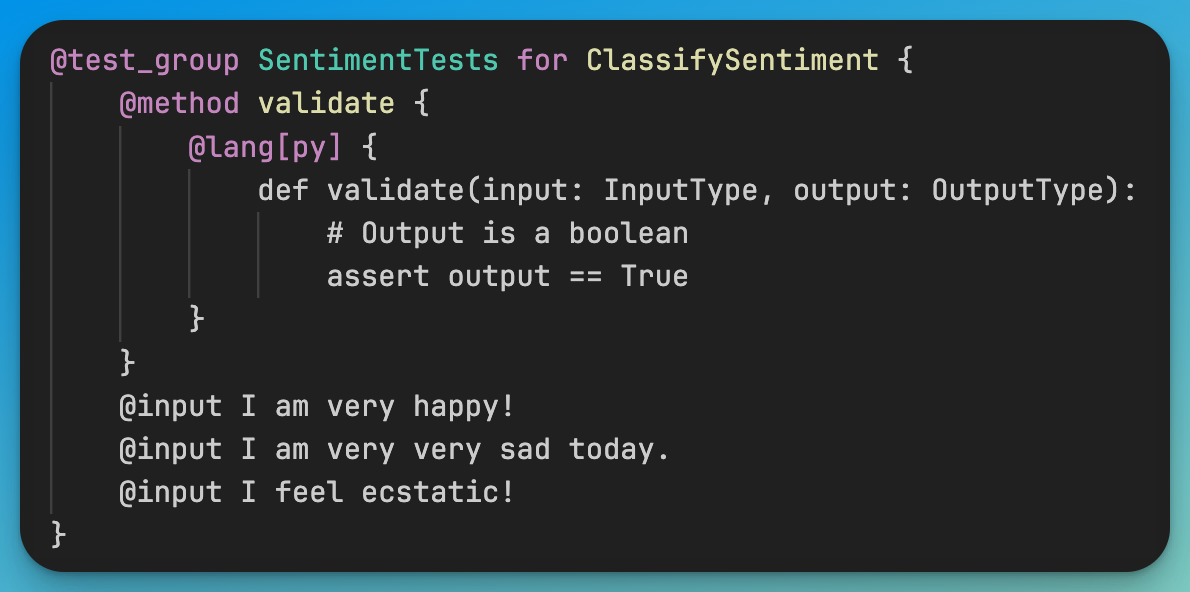 @test_group SentimentTests for ClassifySentiment {
    @method validate {
        @lang[py] {
            def validate(input: InputType, output: OutputType):
                # Output is a boolean
                assert output == True
        }
    }
    @input I am very happy!
    @input I am very very sad today.
    @input I feel ecstatic!
}